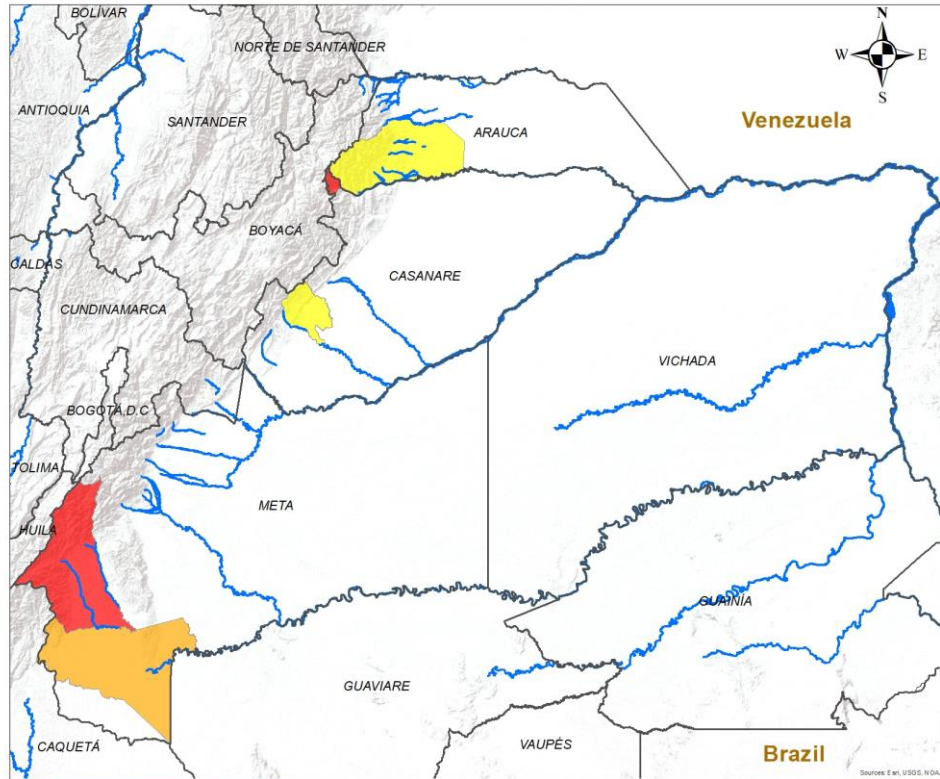 BOLÍVAR
N
NORTE DE SANTANDER
W E
S
ANTIOQUIA
SANTANDER
Venezuela
ARAUCA
BOYACÁ
CALDAS
CASANARE
CUNDINAMARCA
VICHADA
BOGOTÁ,D.C
TOLIMA
META
HUILA
GUAINÍA
GUAVIARE
VAUPÉS
CAQUETÁ
Brazil
Sources: Esri, USGS, NOAA